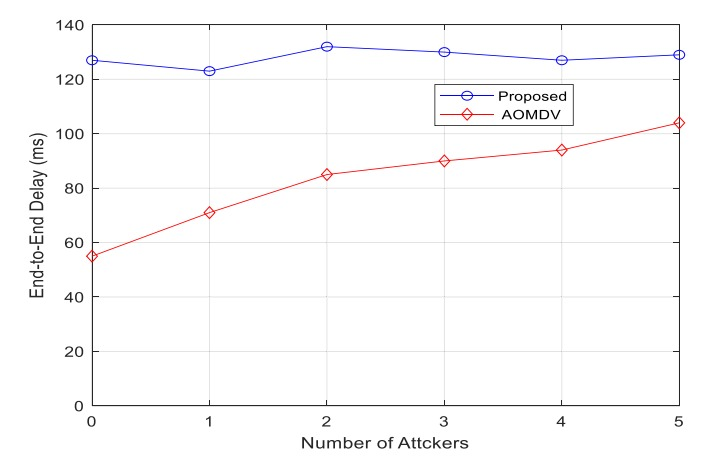 140
120
100
80
60
40
20
0
End-to-End Delay (ms)
Proposed
AOMDV
0 1 2 3 4 5
Number of Attckers